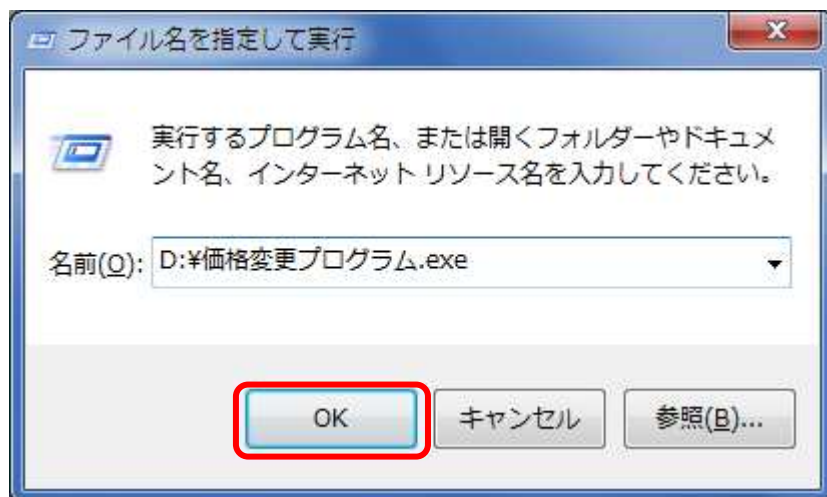 ファイル名を指定して実行
実行するプログラム名、または開くフォルダーやドキュメ
ント名、インターネット リソース名を入力してください。
名前(O): D:¥価格変更プログラム.exe
OK キャンセル 参照(B)...